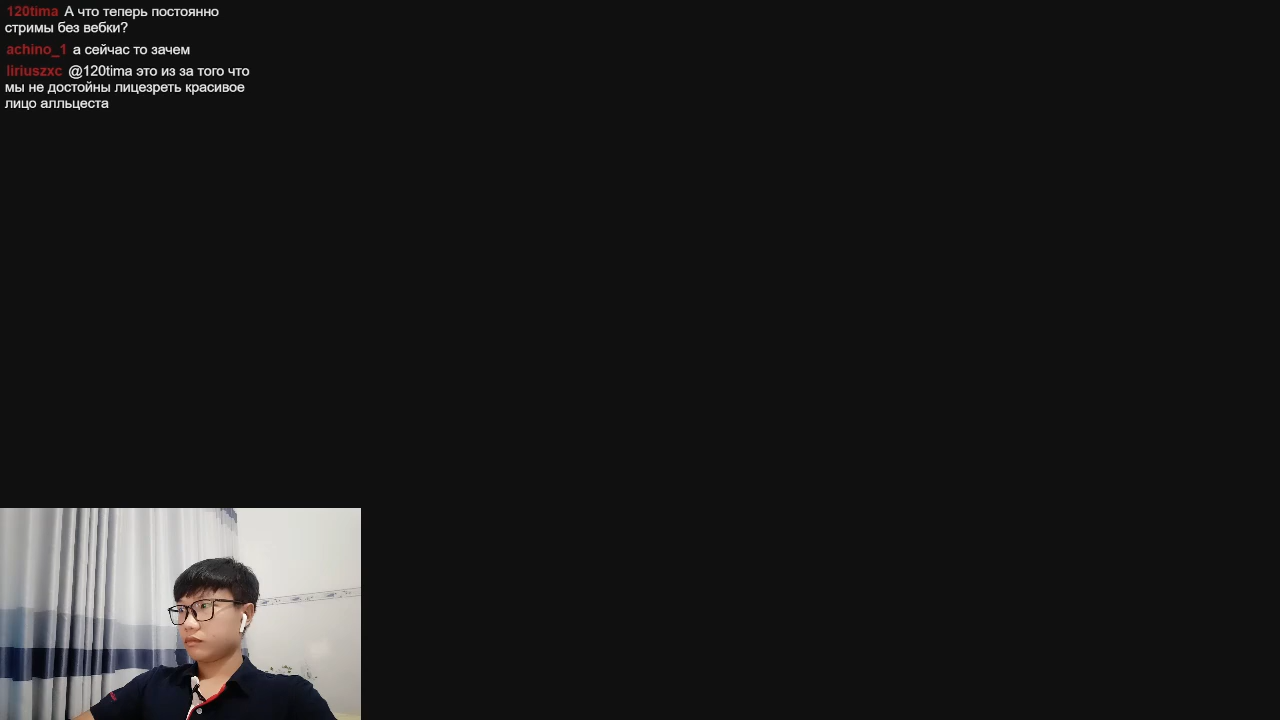 120tima А что теперь постоянно
стримы без вебки?
achino_1 а сейчас то зачем
liriuszxc @120tima это из за того что
мы не достойны лицезреть красивое
лицо алльцеста